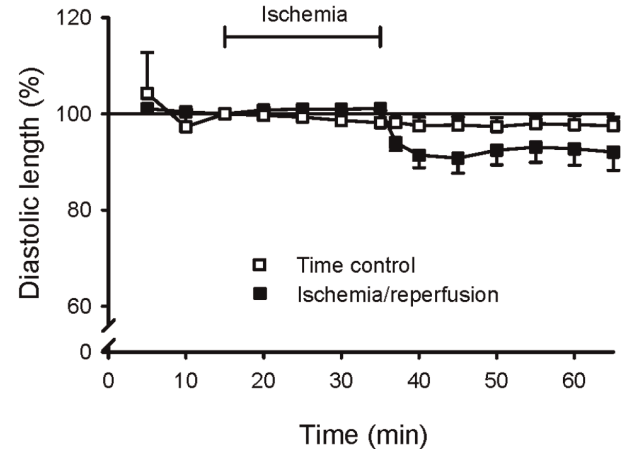 Ischemia
120
100
80
60
0
Diastolic length (%)
Time control
Ischemia/reperfusion
0 10 20 30 40 50 60
Time (min)